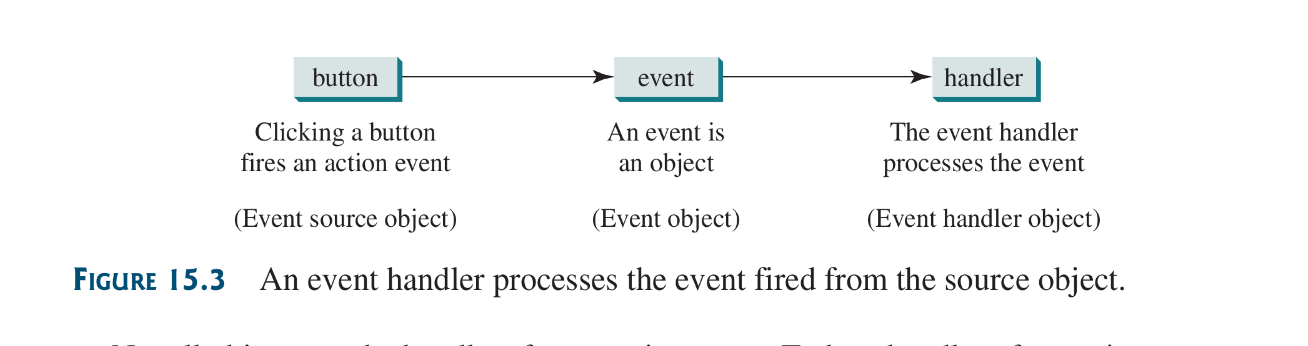 button event handler
Clicking a button An event is The event handler
fires an action event an object processes the event
(Event source object) (Event object) (Event handler object)
FIGURE 15.3 An event handler processes the event fired from the source object.